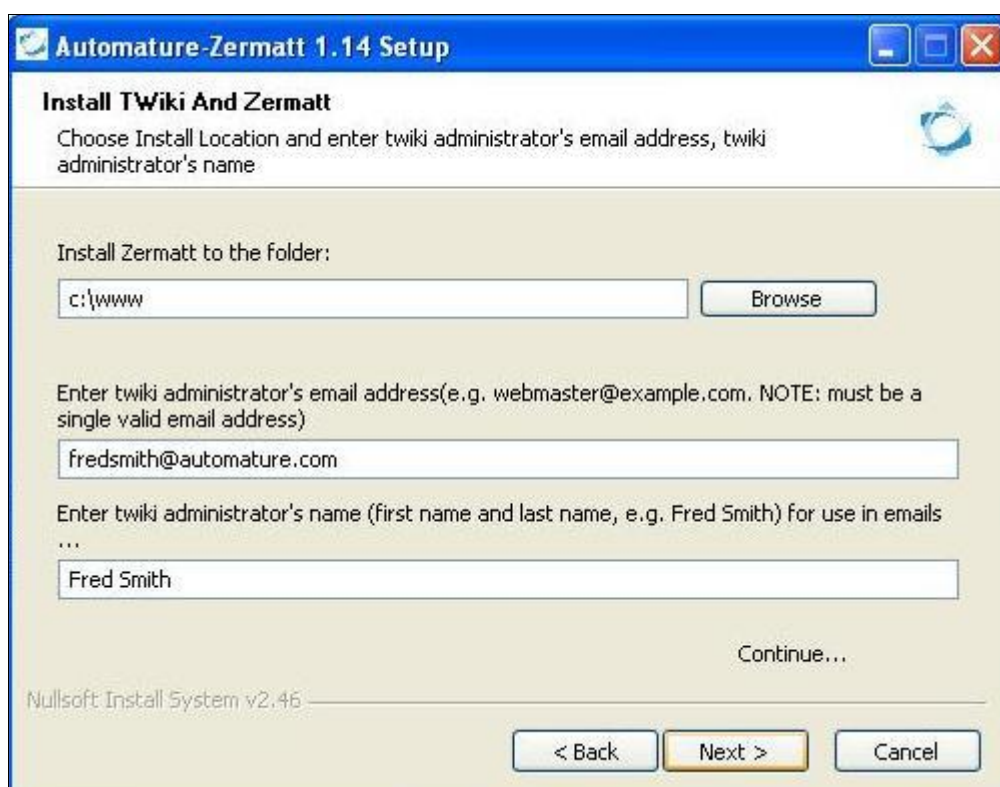 Automature-Zermatt 1.14 Setup
Install TWiki And Zermatt
Choose Install Location and enter twiki administrator's email address, twiki
administrator's name
Install Zermatt to the folder:
c:\www
Browse
Enter twiki administrator's email address(e.g. webmaster@example.com. NOTE: must be a
single valid email address)
fredsmith@automature.com
Enter twiki administrator's name (first name and last name, e.g. Fred Smith) for use in emails
...
Fred Smith
Continue...
Nullsoft Install System v2.46
< Back
Next >
Cancel